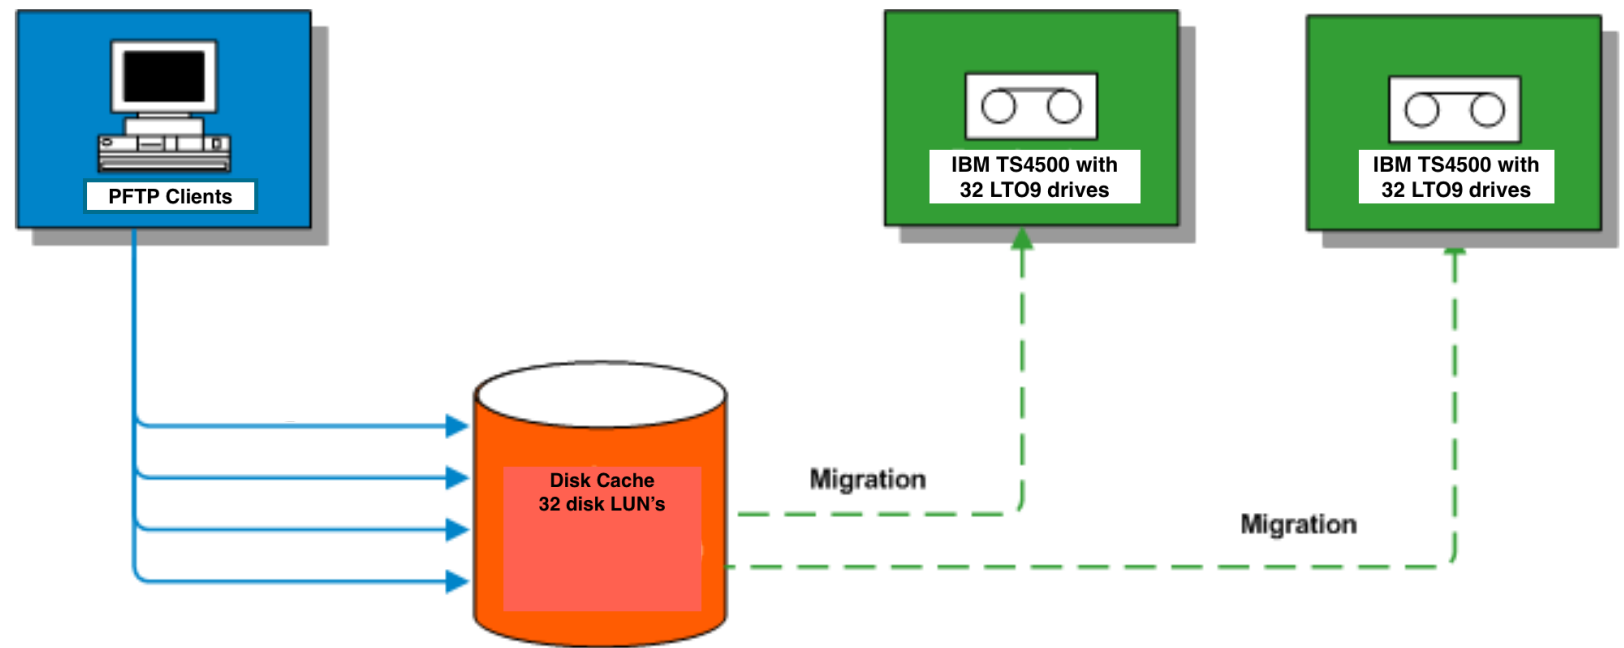 PFTP Clients
IBM TS4500 with
32 LTO9 drives
IBM TS4500 with
32 LTO9 drives
Disk Cache
32 disk LUN’s
Migration
Migration